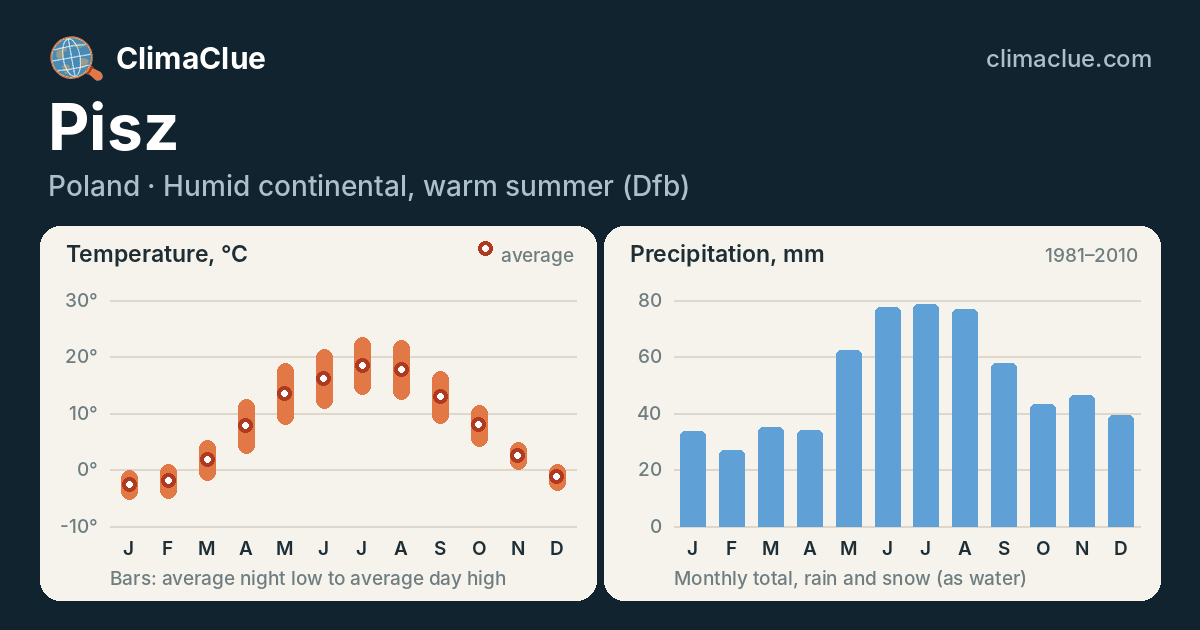 ClimaClue
climaclue.com
Pisz
Poland · Humid continental, warm summer (Dfb)
Temperature, °C
average
30°
20°
10°
0°
-10°
J F M A M J J A S O N D
Bars: average night low to average day high
Precipitation, mm
1981–2010
80
60
40
20
0
J F M A M J J A S O N D
Monthly total, rain and snow (as water)